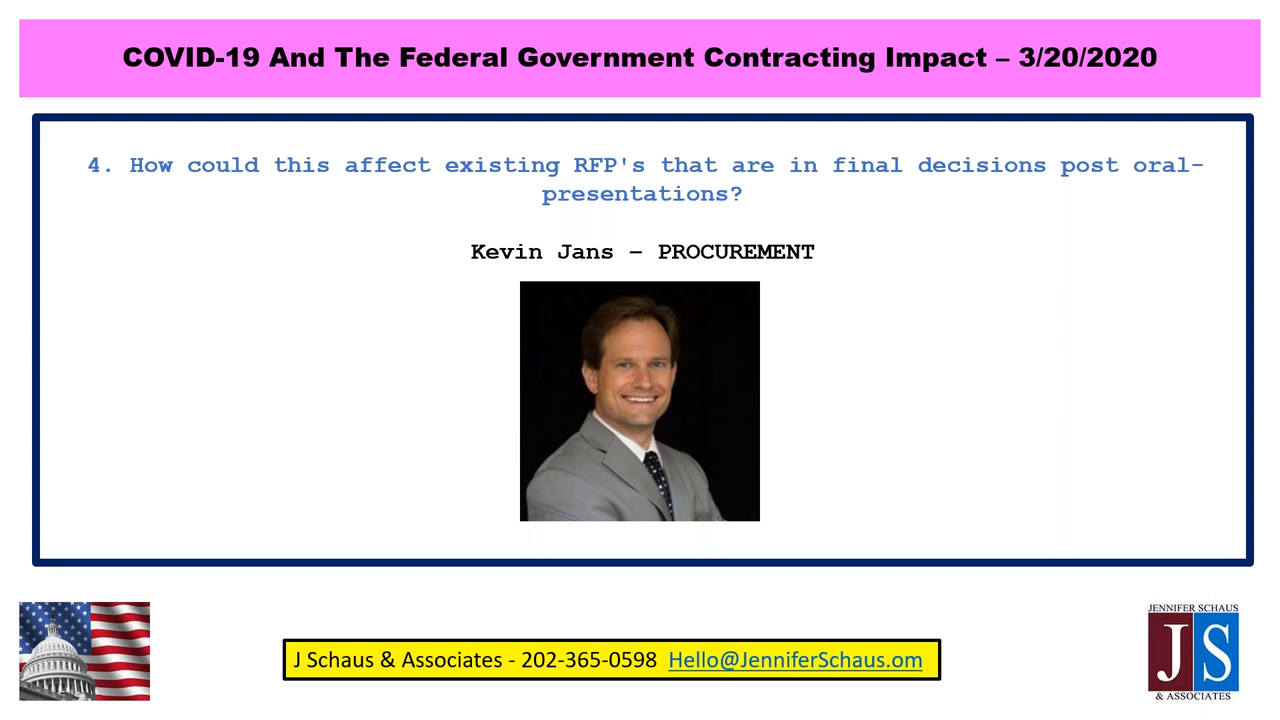 COVID-19 And The Federal Government Contracting Impact – 3/20/2020
4. How could this affect existing RFP's that are in final decisions post oral-
presentations?
Kevin Jans – PROCUREMENT
J Schaus & Associates - 202-365-0598 Hello@JenniferSchaus.om
JENNIFER SCHAUS
JS
& ASSOCIATES